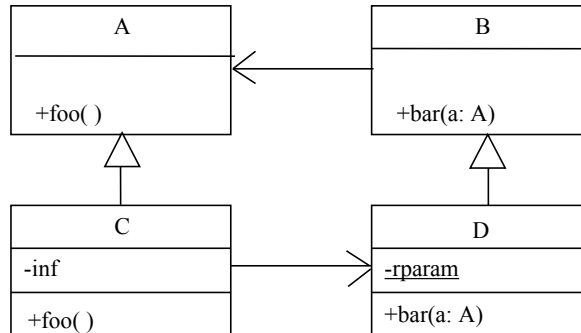 A
+foo( )
B
+bar(a: A)
C
-inf
+foo( )
D
-rparam
+bar(a: A)